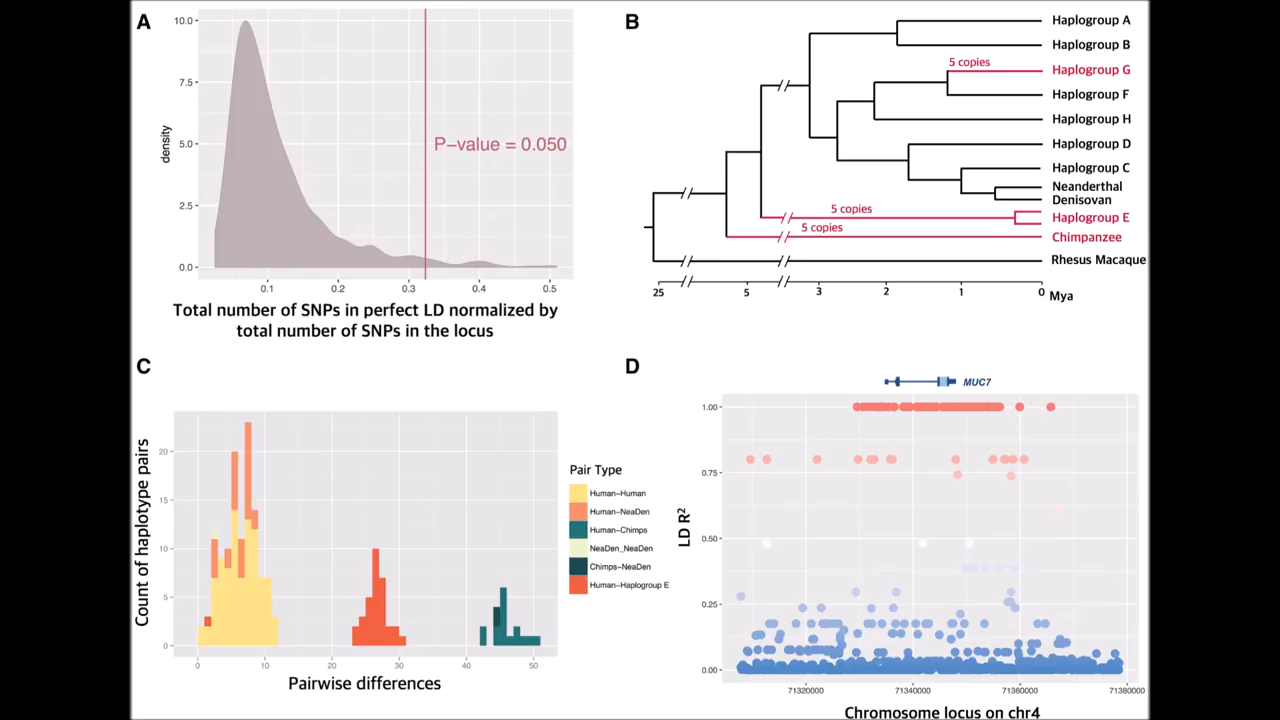 A
10.0
7.5
5.0
2.5
0.0
density
P-value = 0.050
0.1
0.2
0.3
0.4
0.5
Total number of SNPs in perfect LD normalized by
total number of SNPs in the locus
B
Haplogroup A
Haplogroup B
5 copies
Haplogroup G
Haplogroup F
Haplogroup H
Haplogroup D
Haplogroup C
Neanderthal
Denisovan
5 copies
Haplogroup E
5 copies
Chimpanzee
Rhesus Macaque
25
5
3
2
1
0
Mya
C
Count of haplotype pairs
20
15
10
5
0
0
10
20
30
40
50
Pairwise differences
Pair Type
Human-Human
Human-NeaDen
Human-Chimps
NeaDen_NeaDen
Chimps-NeaDen
Human-Haplogroup E
D
MUC7
LD R²
1.00
0.75
0.50
0.25
0.00
71320000
71340000
71360000
71380000
Chromosome locus on chr4